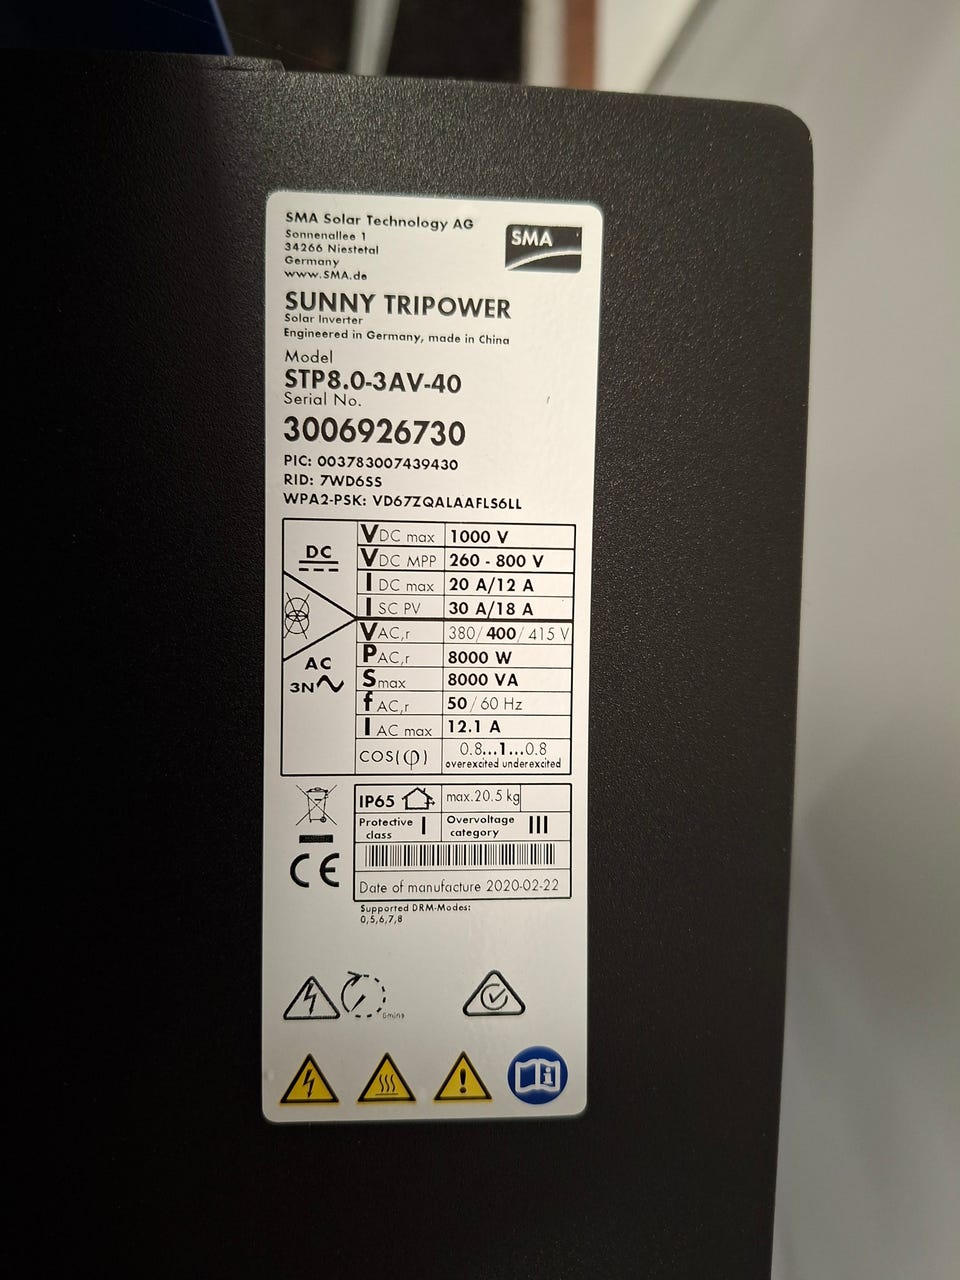 SMA Solar Technology AG
Sonnenallee 1
34266 Niestetal
Germany
www.SMA.de
SMA
SUNNY TRIPOWER
Solar Inverter
Engineered in Germany, made in China
Model
STP8.0-3AV-40
Serial No.
3006926730
PIC: 003783007439430
RID: 7WD6SS
WPA2-PSK: VD67ZQALAAFLS6LL
DC
VDC max 1000 V
VDC MPP 260 - 800 V
I DC max 20 A/12 A
I SC PV 30 A/18 A
VAC,r 380/400/415 V
AC
3N
PAC,r 8000 W
Smax 8000 VA
fAC,r 50/60 Hz
I AC max 12.1 A
COS(φ) 0.8...1...0.8
overexcited underexcited
IP65 max.20.5 kg
Protective class I Overvoltage category III
CE
Date of manufacture 2020-02-22
Supported DRM-Modes:
0,5,6,7,8